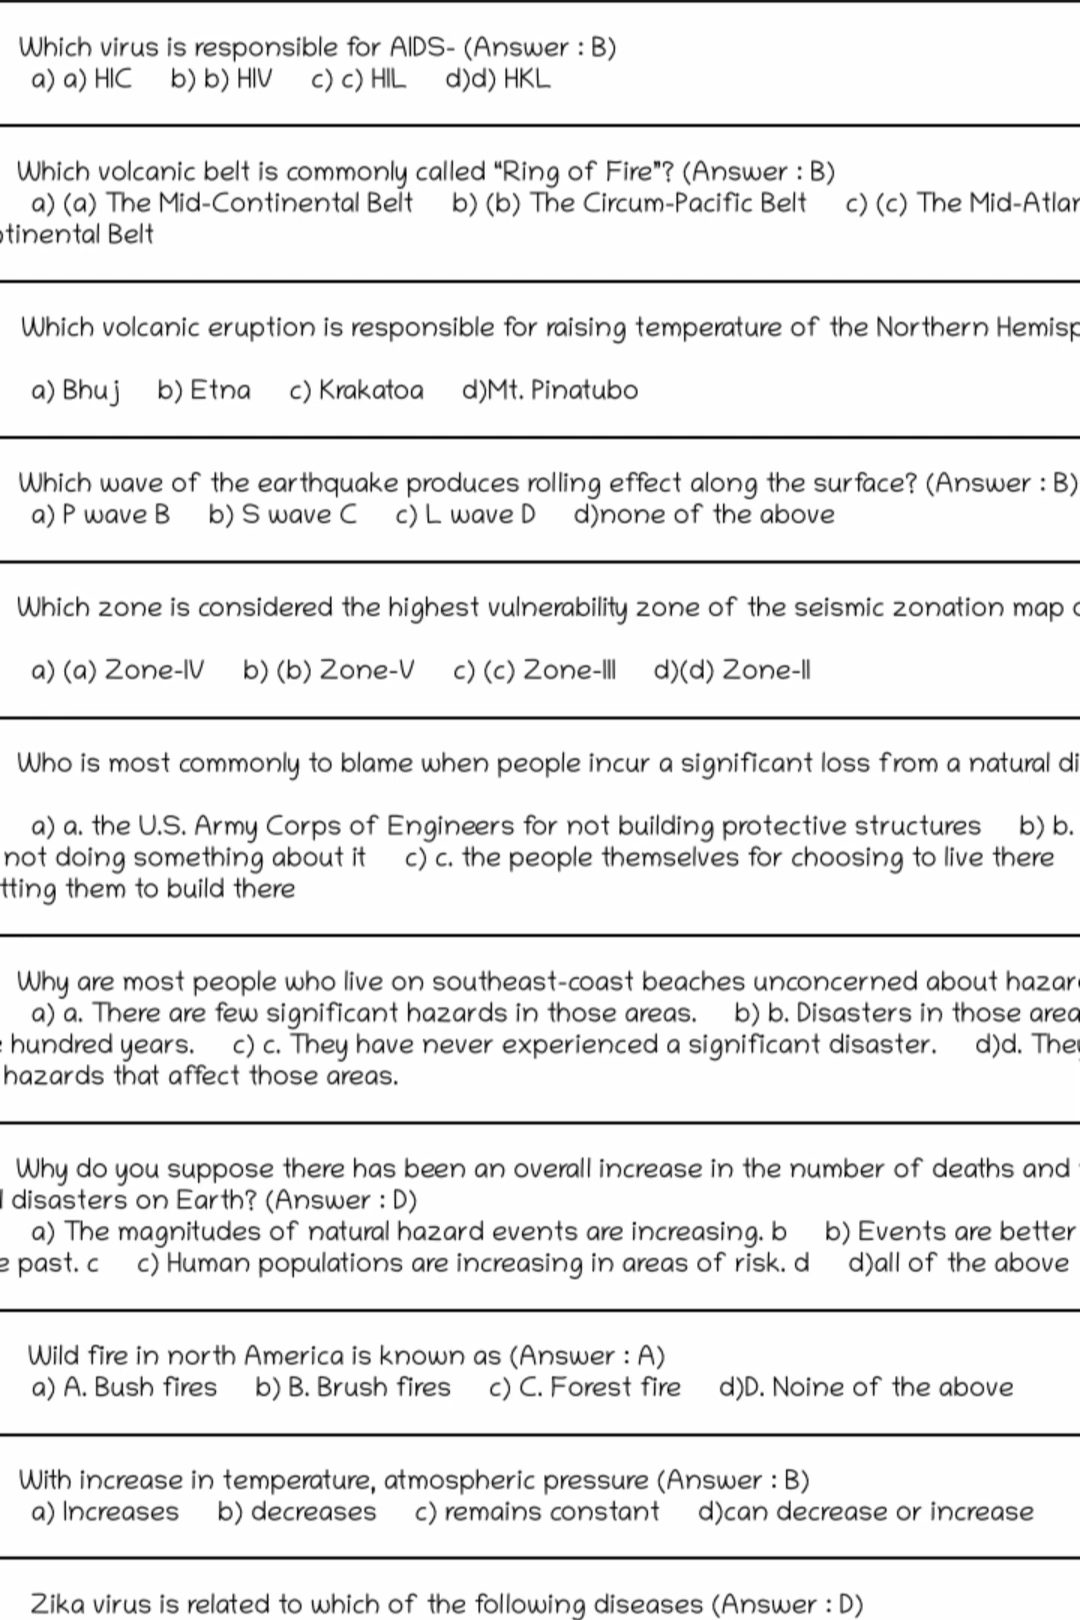 Which virus is responsible for AIDS- (Answer : B)
a) a) HIC b) b) HIV c) c) HIL d)d) HKL
Which volcanic belt is commonly called "Ring of Fire"? (Answer : B)
a) (a) The Mid-Continental Belt b) (b) The Circum-Pacific Belt c) (c) The Mid-Atlan
tinental Belt
Which volcanic eruption is responsible for raising temperature of the Northern Hemisp
a) Bhuj b) Etna c) Krakatoa d)Mt. Pinatubo
Which wave of the earthquake produces rolling effect along the surface? (Answer : B)
a) P wave B b) S wave C c) L wave D d)none of the above
Which zone is considered the highest vulnerability zone of the seismic zonation map
a) (a) Zone-IV b) (b) Zone-V c) (c) Zone-III d)(d) Zone-II
Who is most commonly to blame when people incur a significant loss from a natural di
a) a. the U.S. Army Corps of Engineers for not building protective structures b) b.
not doing something about it c) c. the people themselves for choosing to live there
tting them to build there
Why are most people who live on southeast-coast beaches unconcerned about hazar
a) a. There are few significant hazards in those areas. b) b. Disasters in those area
hundred years. c) c. They have never experienced a significant disaster. d)d. They
hazards that affect those areas.
Why do you suppose there has been an overall increase in the number of deaths and
disasters on Earth? (Answer : D)
a) The magnitudes of natural hazard events are increasing. b b) Events are better
e past. c c) Human populations are increasing in areas of risk. d d)all of the above
Wild fire in north America is known as (Answer : A)
a) A. Bush fires b) B. Brush fires c) C. Forest fire d)D. Noine of the above
With increase in temperature, atmospheric pressure (Answer : B)
a) Increases b) decreases c) remains constant d)can decrease or increase
Zika virus is related to which of the following diseases (Answer : D)